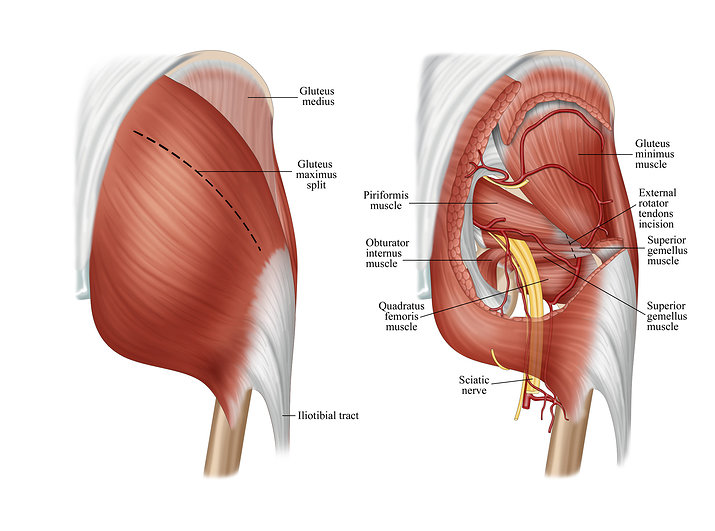 Gluteus
medius
Gluteus
maximus
split
Iliotibial tract
Piriformis
muscle
Obturator
internus
muscle
Quadratus
femoris
muscle
Sciatic
nerve
Gluteus
minimus
muscle
External
rotator
tendons
incision
Superior
gemellus
muscle
Superior
gemellus
muscle